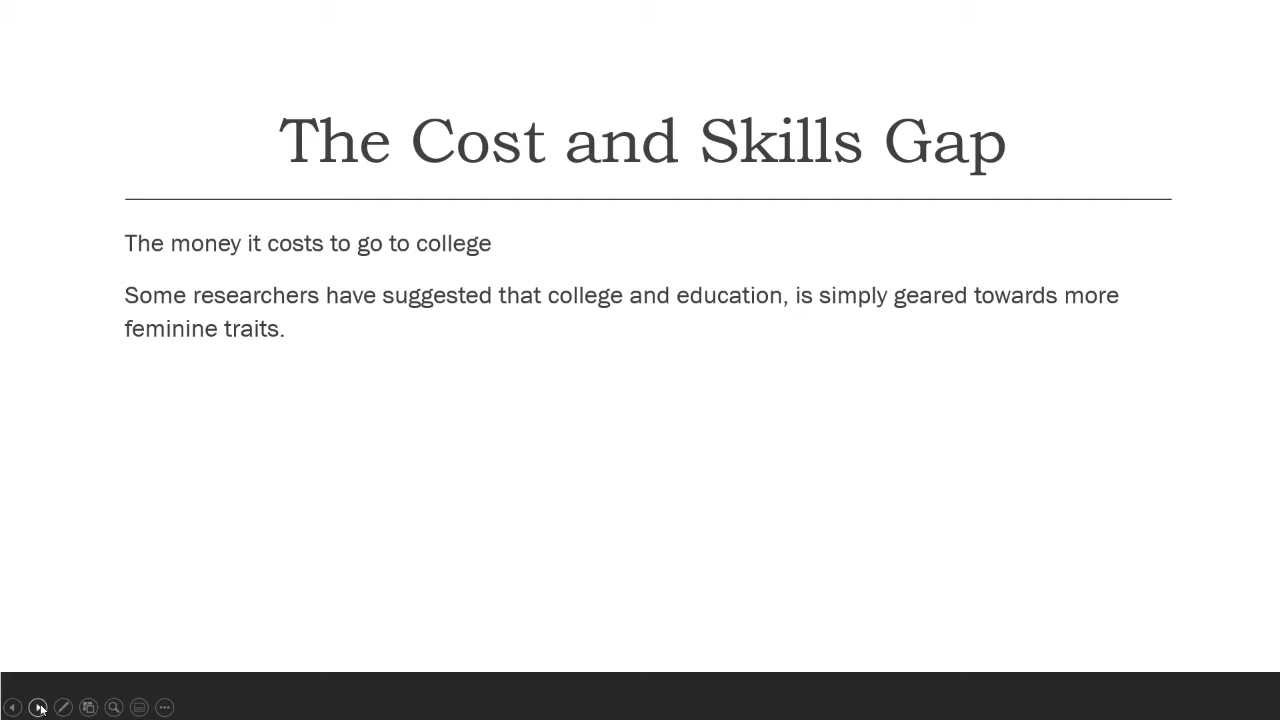 The Cost and Skills Gap
The money it costs to go to college
Some researchers have suggested that college and education, is simply geared towards more
feminine traits.